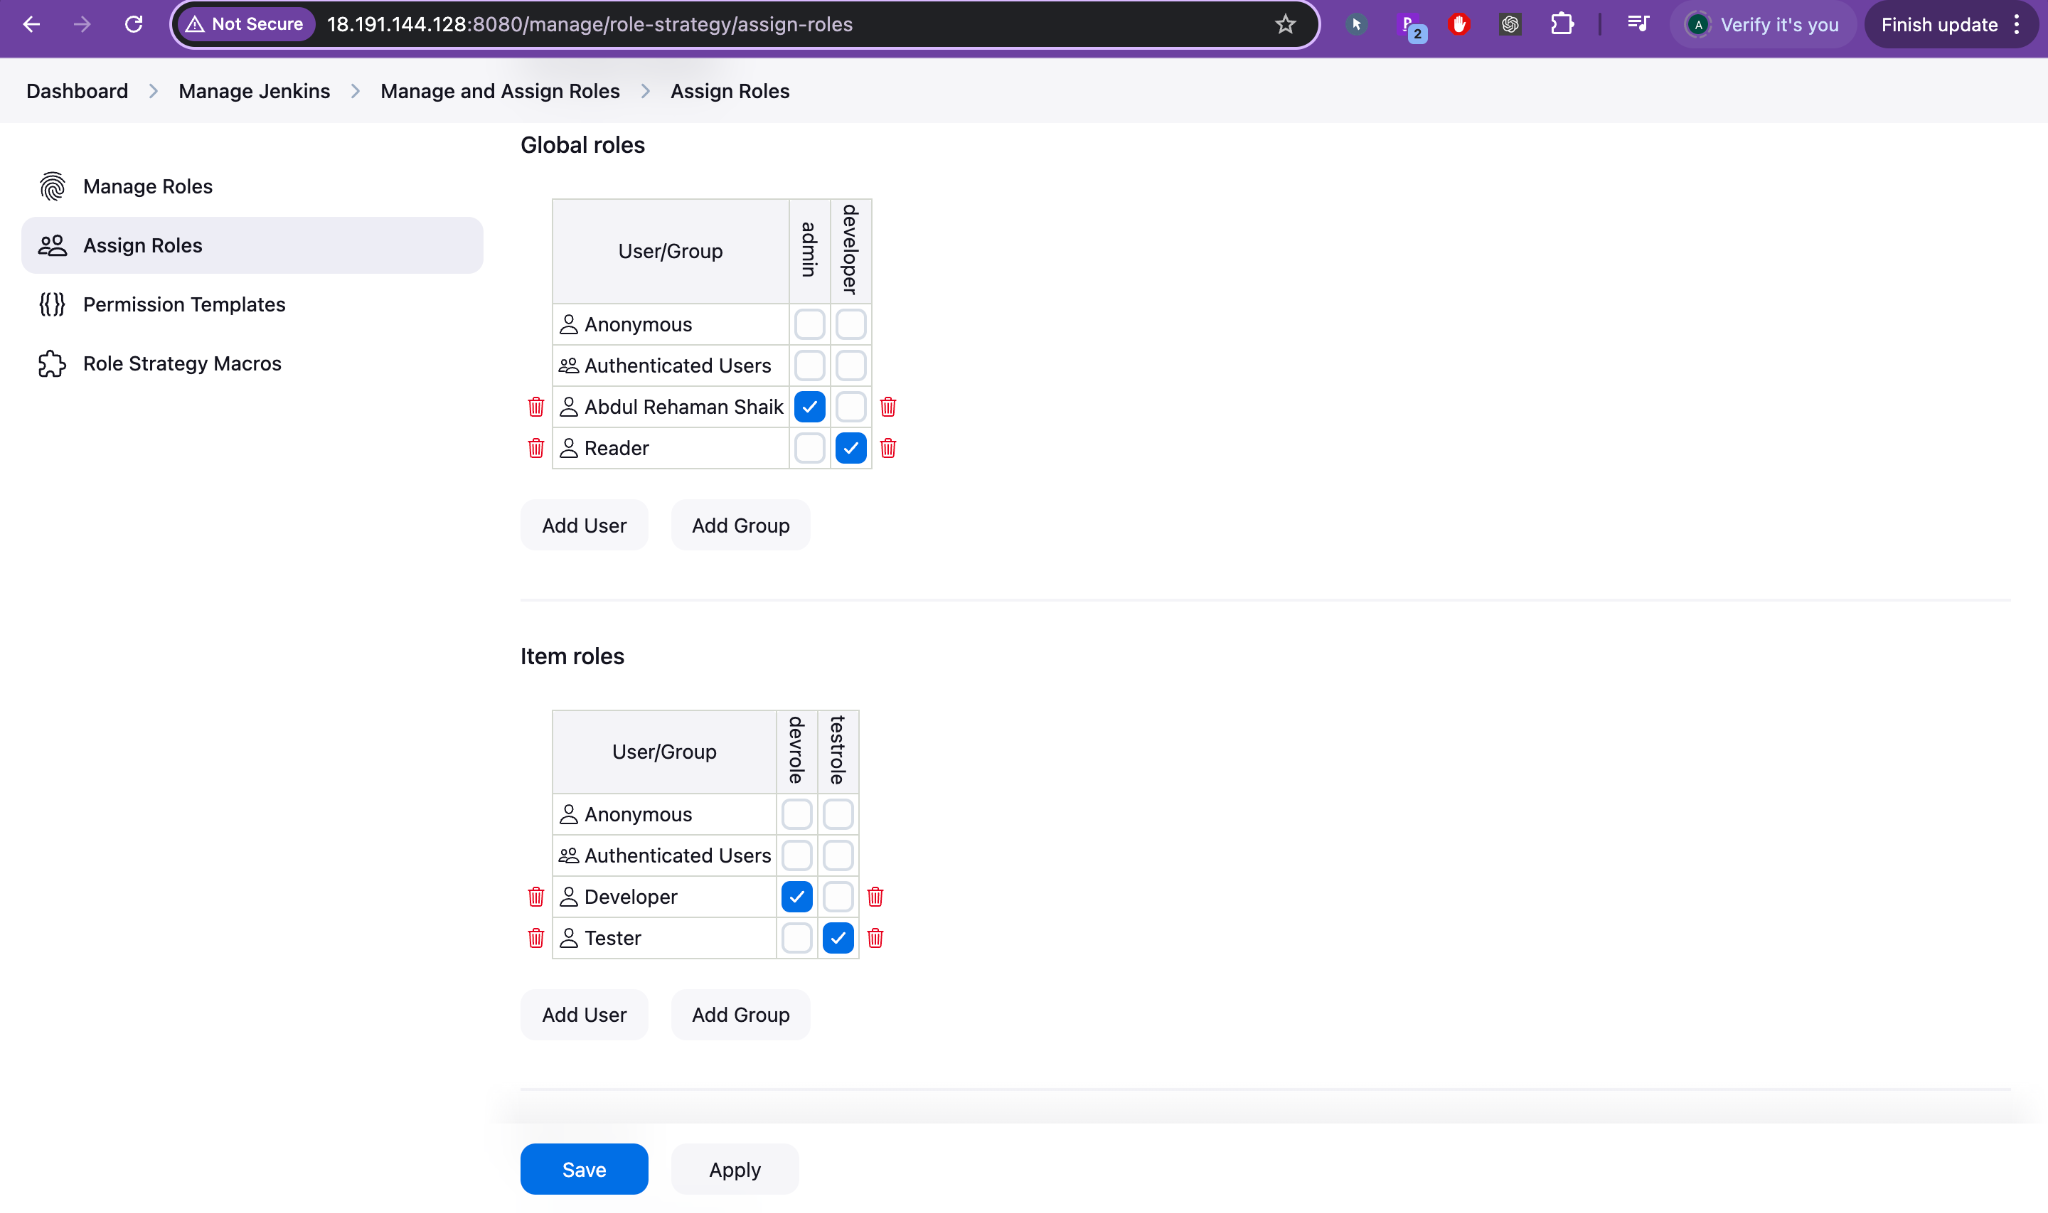 Not Secure 18.191.144.128:8080/manage/role-strategy/assign-roles 2 A Verify it's you Finish update
Dashboard Manage Jenkins Manage and Assign Roles Assign Roles
Manage Roles
Assign Roles
Permission Templates
Role Strategy Macros
Global roles
User/Group admin developer
Anonymous
Authenticated Users
Abdul Rehaman Shaik
Reader
Add User Add Group
Item roles
User/Group devrole testrole
Anonymous
Authenticated Users
Developer
Tester
Add User Add Group
Save Apply